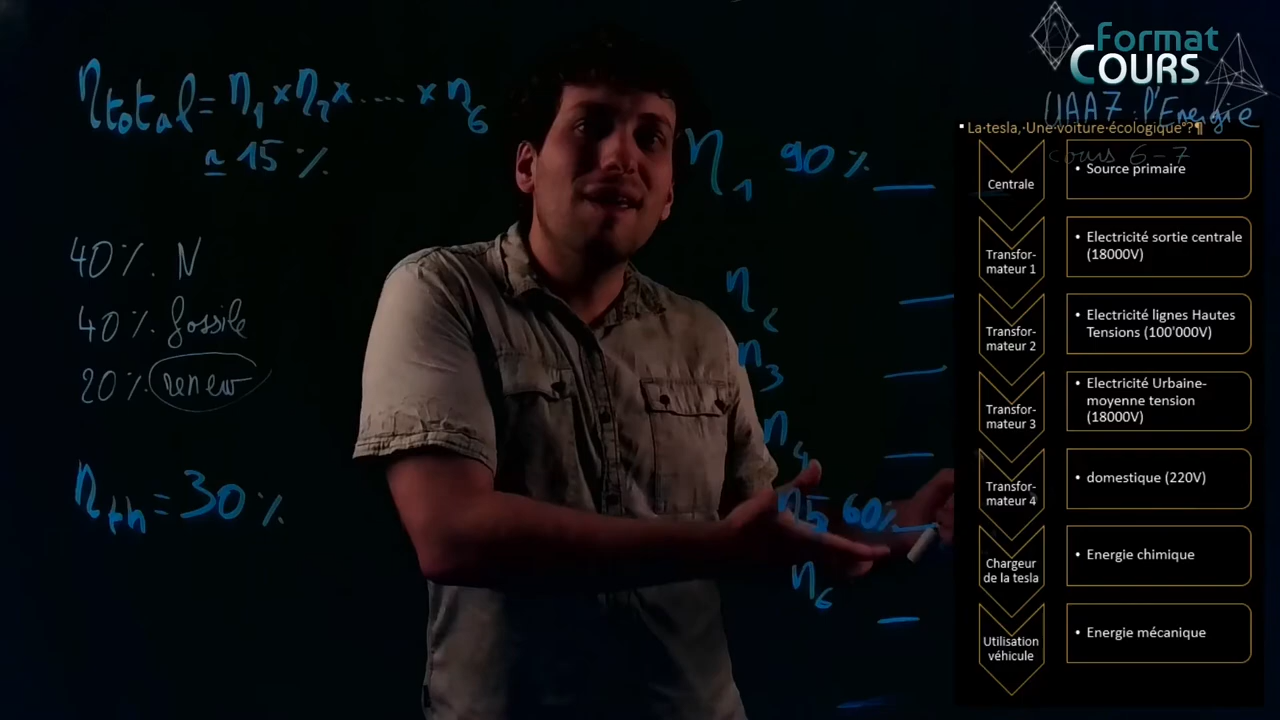 Format
COURS
UAA7 : l'Energie
cours 6-7
ηtotal = η1 × η2 × .... × η6
≃ 15 %
40 % N
40 % fossile
20 % renew
ηth = 30 %
η1 90 %
η2
η3
η4
η5 60 %
η6
▪ La·tesla,·Une·voiture·écologique°?¶
Centrale
• Source primaire
Transfor-
mateur 1
• Electricité sortie centrale
(18000V)
Transfor-
mateur 2
• Electricité lignes Hautes
Tensions (100'000V)
Transfor-
mateur 3
• Electricité Urbaine-
moyenne tension
(18000V)
Transfor-
mateur 4
• domestique (220V)
Chargeur
de la tesla
• Energie chimique
Utilisation
véhicule
• Energie mécanique